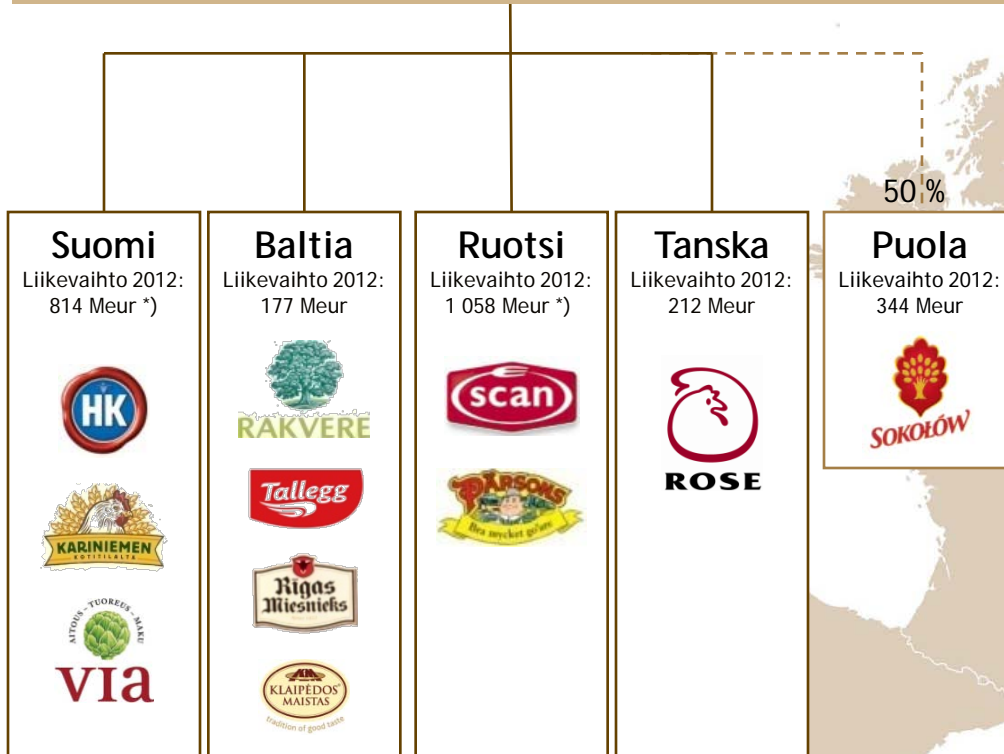 50 %
Suomi
Liikevaihto 2012:
814 Meur *)
HK
KARINIEMEN
KOTITILALTA
AITOUS - TUOREUS - MAKU
VIA
Baltia
Liikevaihto 2012:
177 Meur
RAKVERE
Tallegg
Rīgas
Miesnieks
KLAIPĖDOS
MAISTAS
tradition of good taste
Ruotsi
Liikevaihto 2012:
1 058 Meur *)
scan
PÄRSONS
Bra mycket go'are
Tanska
Liikevaihto 2012:
212 Meur
ROSE
Puola
Liikevaihto 2012:
344 Meur
SOKOŁÓW